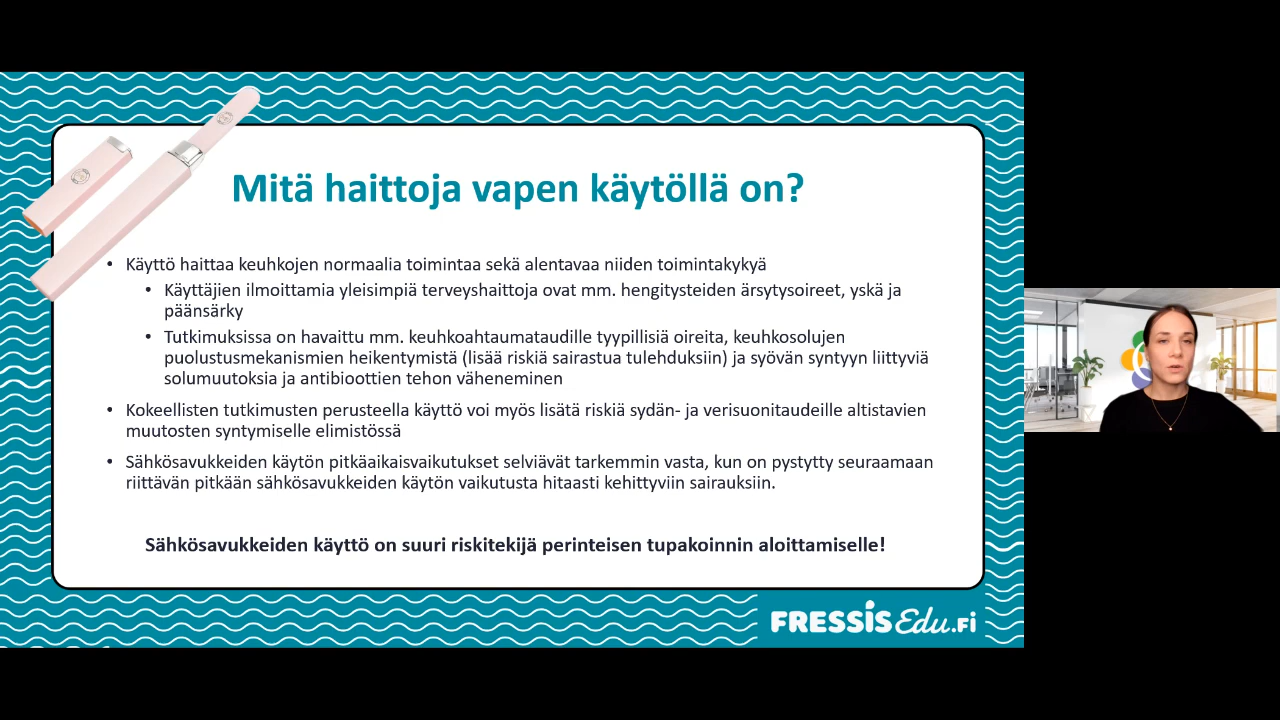 Mitä haittoja vapen käytöllä on?
• Käyttö haittaa keuhkojen normaalia toimintaa sekä alentavaa niiden toimintakykyä
• Käyttäjien ilmoittamia yleisimpiä terveyshaittoja ovat mm. hengitysteiden ärsytysoireet, yskä ja
päänsärky
• Tutkimuksissa on havaittu mm. keuhkoahtaumataudille tyypillisiä oireita, keuhkosolujen
puolustusmekanismien heikentymistä (lisää riskiä sairastua tulehduksiin) ja syövän syntyyn liittyviä
solumuutoksia ja antibioottien tehon väheneminen
• Kokeellisten tutkimusten perusteella käyttö voi myös lisätä riskiä sydän- ja verisuonitaudeille altistavien
muutosten syntymiselle elimistössä
• Sähkösavukkeiden käytön pitkäaikaisvaikutukset selviävät tarkemmin vasta, kun on pystytty seuraamaan
riittävän pitkään sähkösavukkeiden käytön vaikutusta hitaasti kehittyviin sairauksiin.
Sähkösavukkeiden käyttö on suuri riskitekijä perinteisen tupakoinnin aloittamiselle!
FRESSIS Edu.Fi